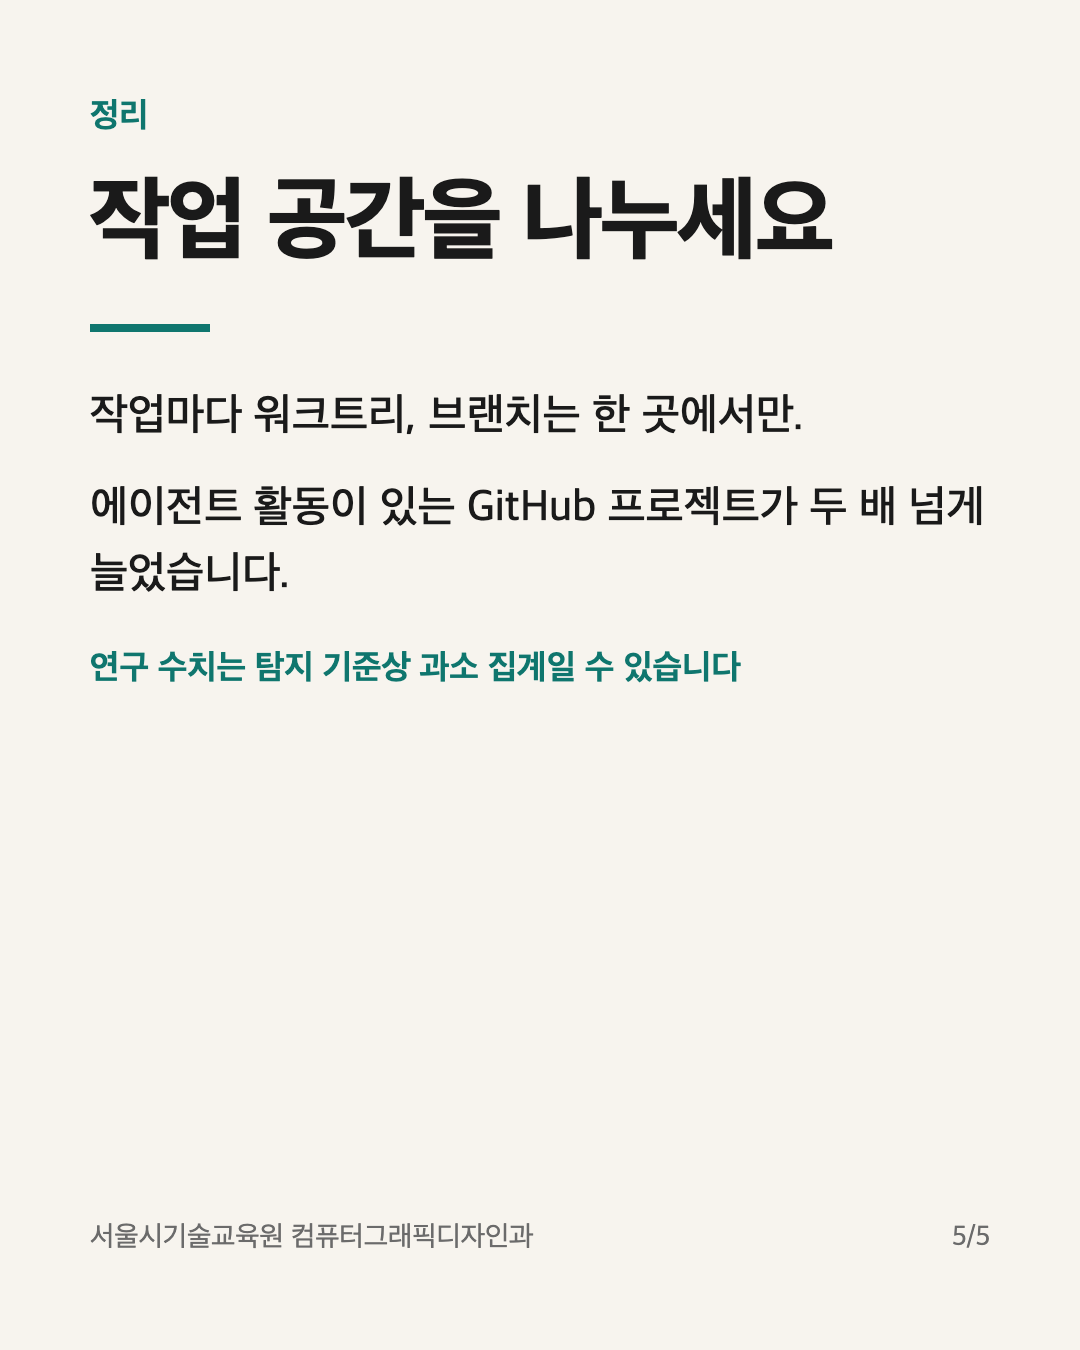 정리
작업 공간을 나누세요
작업마다 워크트리, 브랜치는 한 곳에서만.
에이전트 활동이 있는 GitHub 프로젝트가 두 배 넘게
늘었습니다.
연구 수치는 탐지 기준상 과소 집계일 수 있습니다
서울시기술교육원 컴퓨터그래픽디자인과
5/5